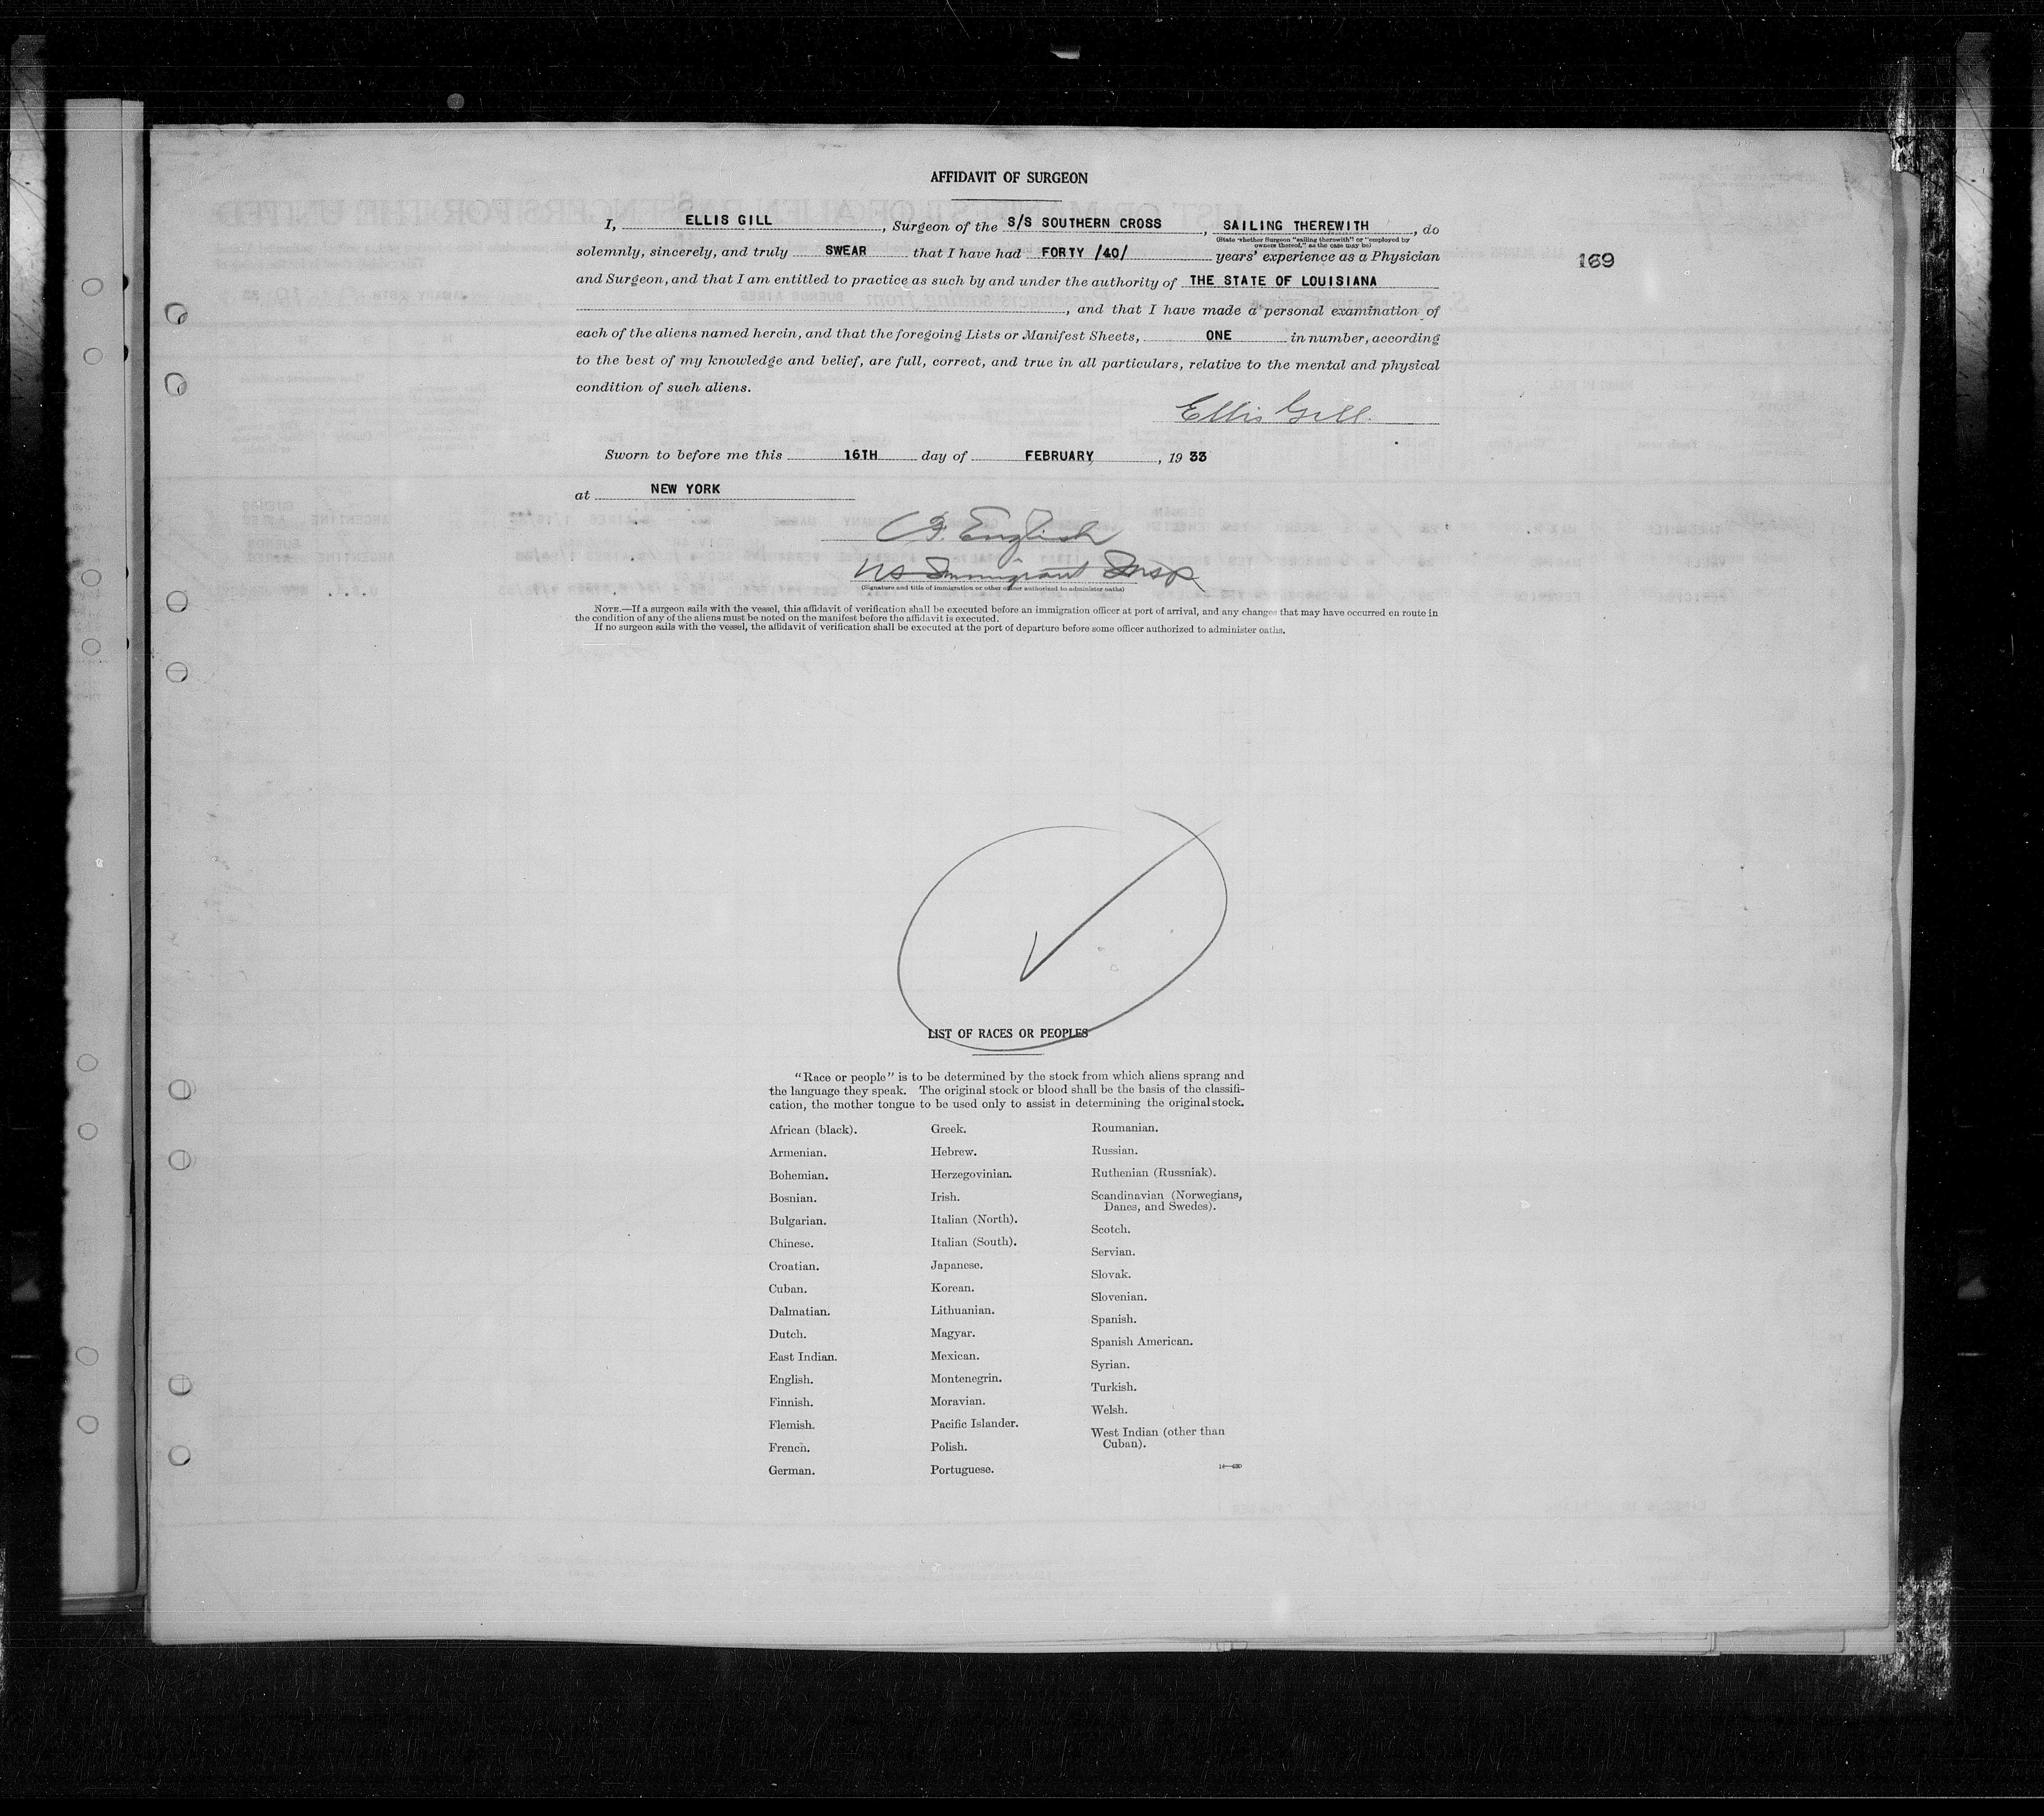 AFFIDAVIT OF SURGEON
I, ELLIS GILL, Surgeon of the S/S SOUTHERN CROSS, SAILING THEREWITH, do
(State whether Surgeon "sailing therewith" or "employed by
owners thereof," as the case may be)
solemnly, sincerely, and truly SWEAR that I have had FORTY /40/ years' experience as a Physician
169
and Surgeon, and that I am entitled to practice as such by and under the authority of THE STATE OF LOUISIANA
, and that I have made a personal examination of
each of the aliens named herein, and that the foregoing Lists or Manifest Sheets, ONE in number, according
to the best of my knowledge and belief, are full, correct, and true in all particulars, relative to the mental and physical
condition of such aliens.
Ellis Gill
Sworn to before me this 16TH day of FEBRUARY, 1933
at NEW YORK
English
US Immigrant Insp
(Signature and title of immigration or other officer authorized to administer oaths)
NOTE.—If a surgeon sails with the vessel, this affidavit of verification shall be executed before an immigration officer at port of arrival, and any changes that may have occurred en route in
the condition of any of the aliens must be noted on the manifest before the affidavit is executed.
If no surgeon sails with the vessel, the affidavit of verification shall be executed at the port of departure before some officer authorized to administer oaths.
LIST OF RACES OR PEOPLES
"Race or people" is to be determined by the stock from which aliens sprang and
the language they speak. The original stock or blood shall be the basis of the classifi-
cation, the mother tongue to be used only to assist in determining the original stock.
African (black).
Armenian.
Bohemian.
Bosnian.
Bulgarian.
Chinese.
Croatian.
Cuban.
Dalmatian.
Dutch.
East Indian.
English.
Finnish.
Flemish.
French.
German.
Greek.
Hebrew.
Herzegovinian.
Irish.
Italian (North).
Italian (South).
Japanese.
Korean.
Lithuanian.
Magyar.
Mexican.
Montenegrin.
Moravian.
Pacific Islander.
Polish.
Portuguese.
Roumanian.
Russian.
Ruthenian (Russniak).
Scandinavian (Norwegians,
Danes, and Swedes).
Scotch.
Servian.
Slovak.
Slovenian.
Spanish.
Spanish American.
Syrian.
Turkish.
Welsh.
West Indian (other than
Cuban).